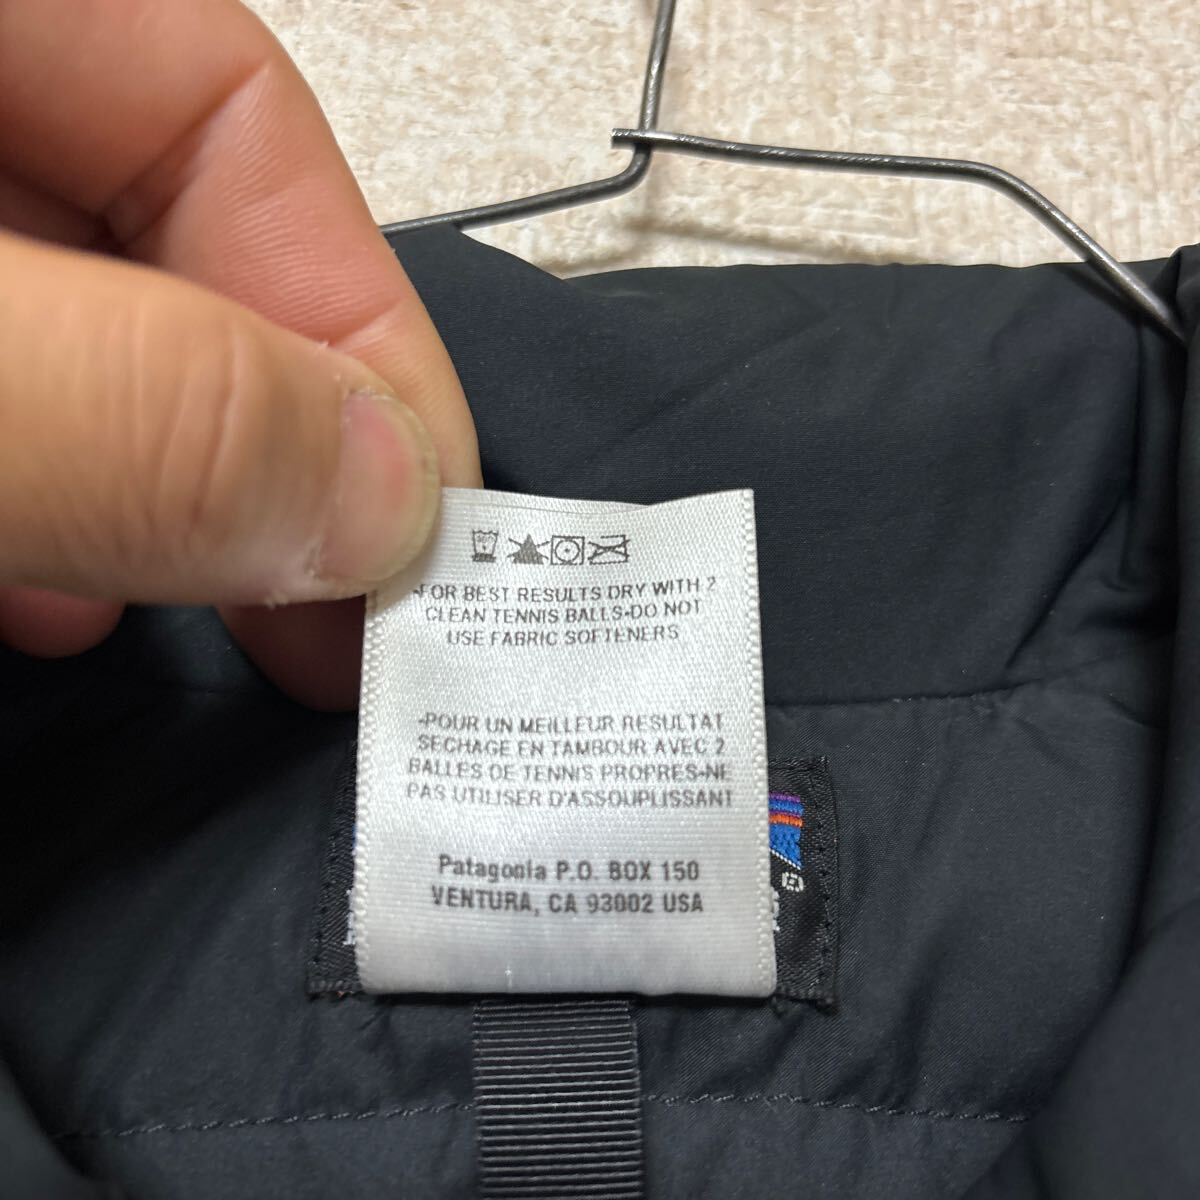 -FOR BEST RESULTS DRY WITH 2
CLEAN TENNIS BALLS-DO NOT
USE FABRIC SOFTENERS
-POUR UN MEILLEUR RESULTAT
SECHAGE EN TAMBOUR AVEC 2
BALLES DE TENNIS PROPRES-NE
PAS UTILISER D'ASSOUPLISSANT
Patagonia P.O. BOX 150
VENTURA, CA 93002 USA